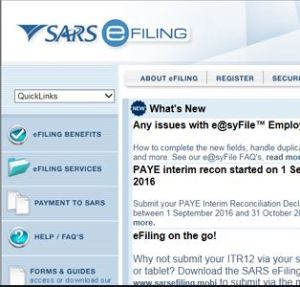 SARS eFILING
ABOUT eFILING REGISTER SECURI
QuickLinks
eFILING BENEFITS
eFILING SERVICES
PAYMENT TO SARS
HELP / FAQ'S
FORMS & GUIDES
access or download our
NEW What's New
Any issues with e@syFile™ Employ
How to complete the new fields, handle duplica
and more. See our e@syFile FAQ's, read mor
PAYE interim recon started on 1 Se
2016
Submit your PAYE Interim Reconciliation Decla
between 1 September 2016 and 31 October 20
eFiling on the go!
Why not submit your ITR12 via your s
or tablet? Download the SARS eFiling
www.sarsefiling.mobi to submit via the m